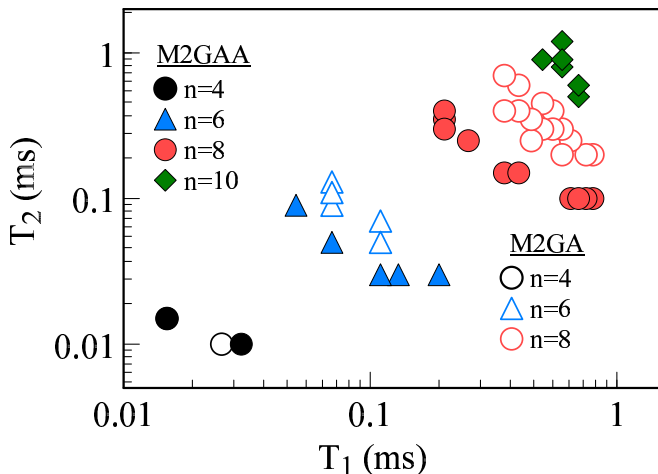 1
0.1
0.01
T₂ (ms)
M2GAA
n=4
n=6
n=8
n=10
M2GA
n=4
n=6
n=8
0.01
0.1
1
T₁ (ms)